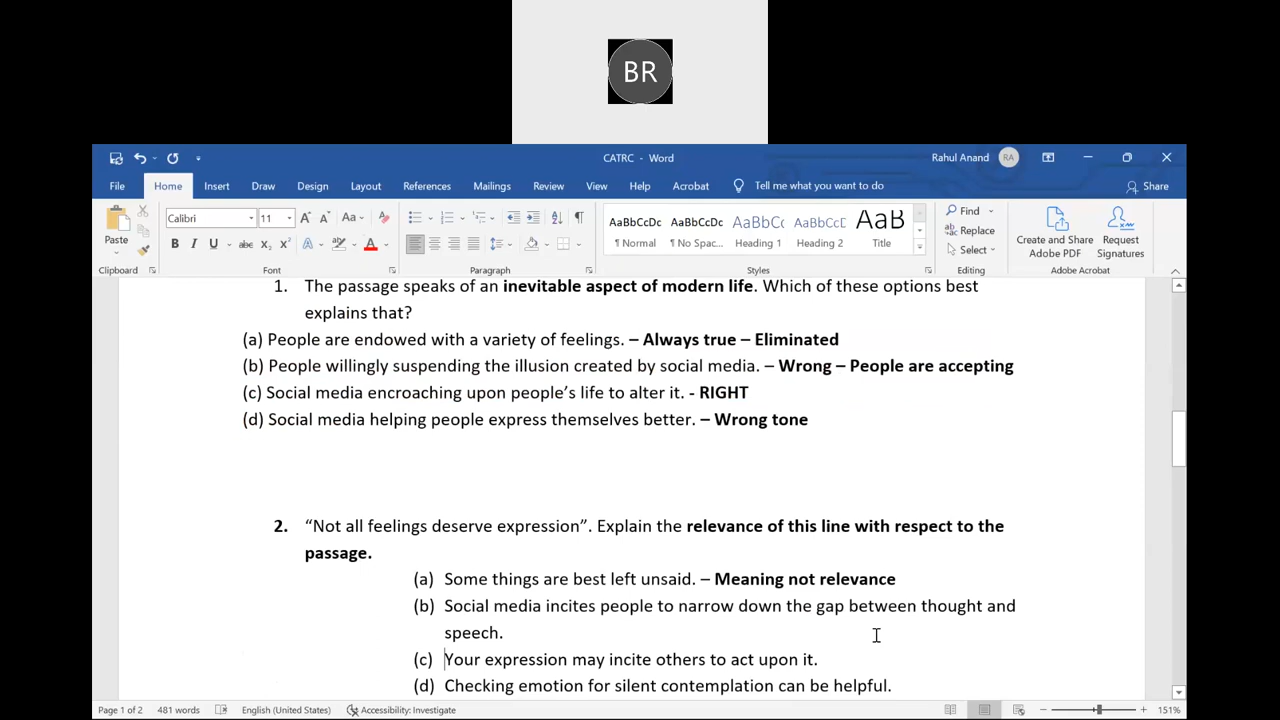 BR
CATRC - Word
Rahul Anand
RA
File Home Insert Draw Design Layout References Mailings Review View Help Acrobat Tell me what you want to do Share
Paste
Clipboard
Calibri 11
A A Aa
B I U abc X₂ X² A A
Font
Paragraph
AaBbCcDc AaBbCcDc AaBbCc AaBbCcE AaB
¶ Normal ¶ No Spac... Heading 1 Heading 2 Title
Styles
Find
Replace
Select
Editing
Create and Share Adobe PDF
Request Signatures
Adobe Acrobat
1. The passage speaks of an inevitable aspect of modern life. Which of these options best
explains that?
(a) People are endowed with a variety of feelings. – Always true – Eliminated
(b) People willingly suspending the illusion created by social media. – Wrong – People are accepting
(c) Social media encroaching upon people’s life to alter it. - RIGHT
(d) Social media helping people express themselves better. – Wrong tone
2. “Not all feelings deserve expression”. Explain the relevance of this line with respect to the
passage.
(a) Some things are best left unsaid. – Meaning not relevance
(b) Social media incites people to narrow down the gap between thought and
speech.
(c) Your expression may incite others to act upon it.
(d) Checking emotion for silent contemplation can be helpful.
Page 1 of 2 481 words English (United States) Accessibility: Investigate 151%